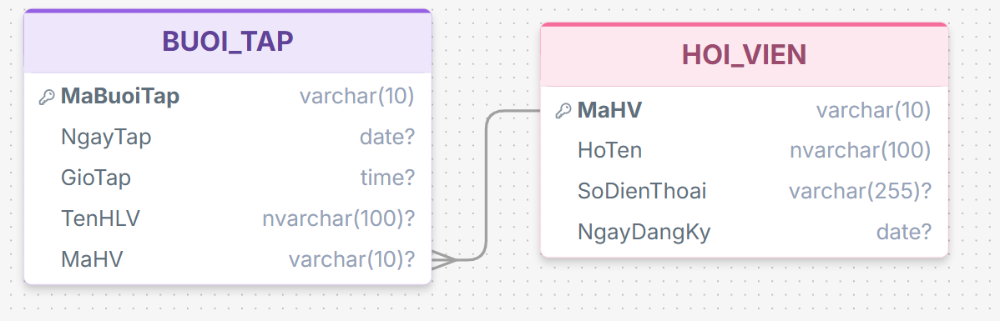 BUOI_TAP
MaBuoiTap varchar(10)
NgayTap date?
GioTap time?
TenHLV nvarchar(100)?
MaHV varchar(10)?
HOI_VIEN
MaHV varchar(10)
HoTen nvarchar(100)
SoDienThoai varchar(255)?
NgayDangKy date?